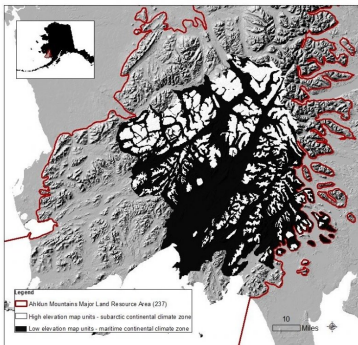 10
Miles
Legend
Ahklun Mountains Major Land Resource Area (237)
High elevation map units - subarctic continental climate zone
Low elevation map units - maritime continental climate zone